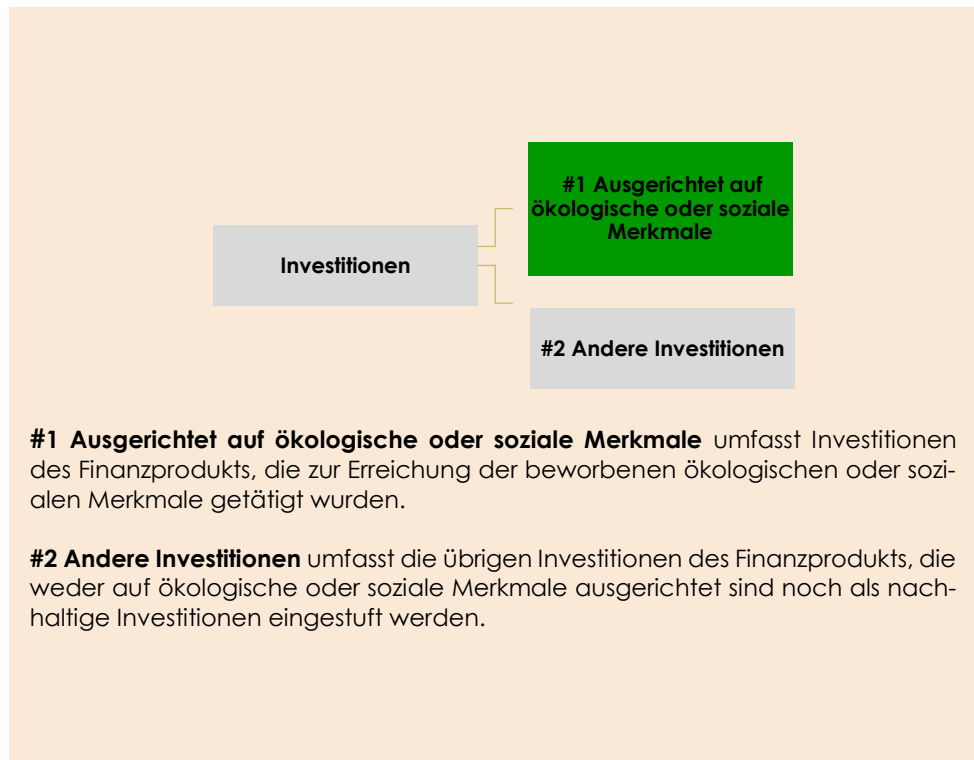 #1 Ausgerichtet auf
ökologische oder soziale
Merkmale
Investitionen
#2 Andere Investitionen
#1 Ausgerichtet auf ökologische oder soziale Merkmale umfasst Investitionen
des Finanzprodukts, die zur Erreichung der beworbenen ökologischen oder sozi-
alen Merkmale getätigt wurden.
#2 Andere Investitionen umfasst die übrigen Investitionen des Finanzprodukts, die
weder auf ökologische oder soziale Merkmale ausgerichtet sind noch als nach-
haltige Investitionen eingestuft werden.